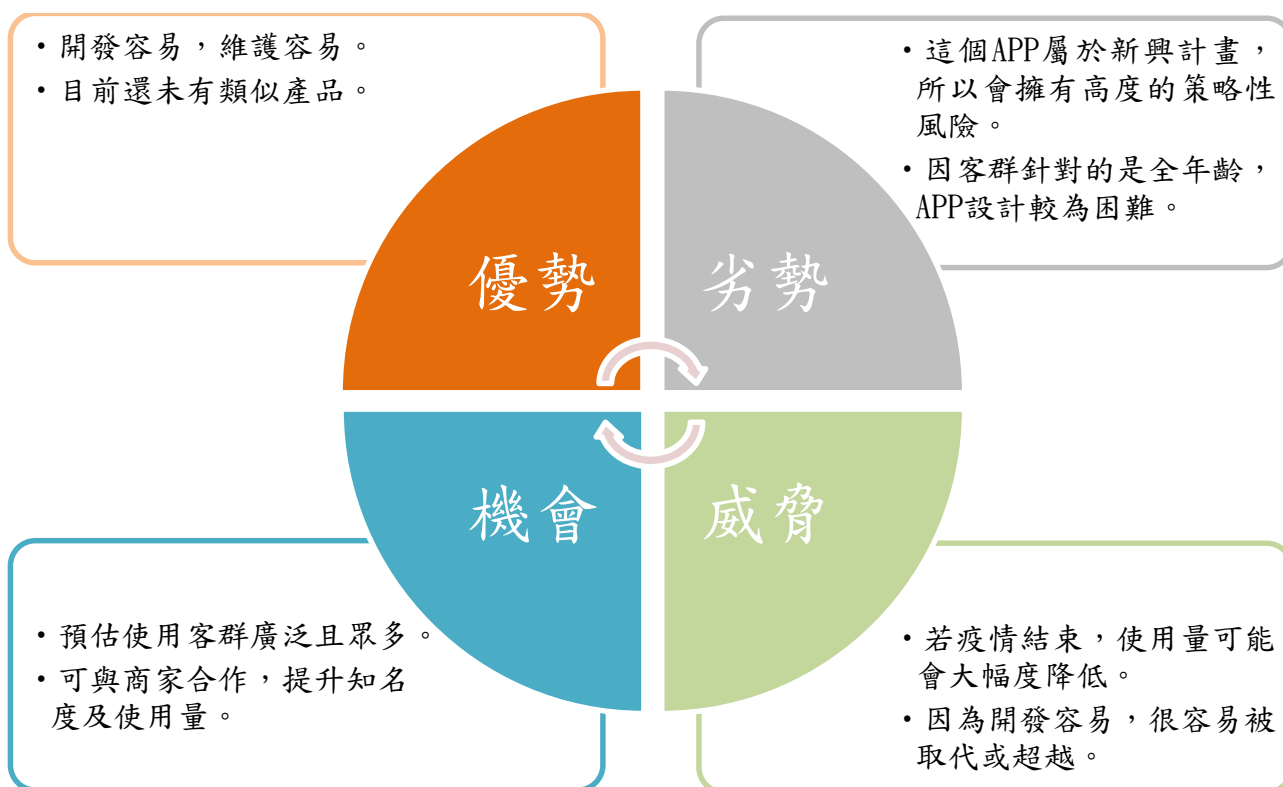 • 開發容易，維護容易。
• 目前還未有類似產品。
• 這個APP屬於新興計畫，
所以會擁有高度的策略性
風險。
• 因客群針對的是全年齡，
APP設計較為困難。
優勢
劣勢
機會
威脅
• 預估使用客群廣泛且眾多。
• 可與商家合作，提升知名
度及使用量。
• 若疫情結束，使用量可能
會大幅度降低。
• 因為開發容易，很容易被
取代或超越。